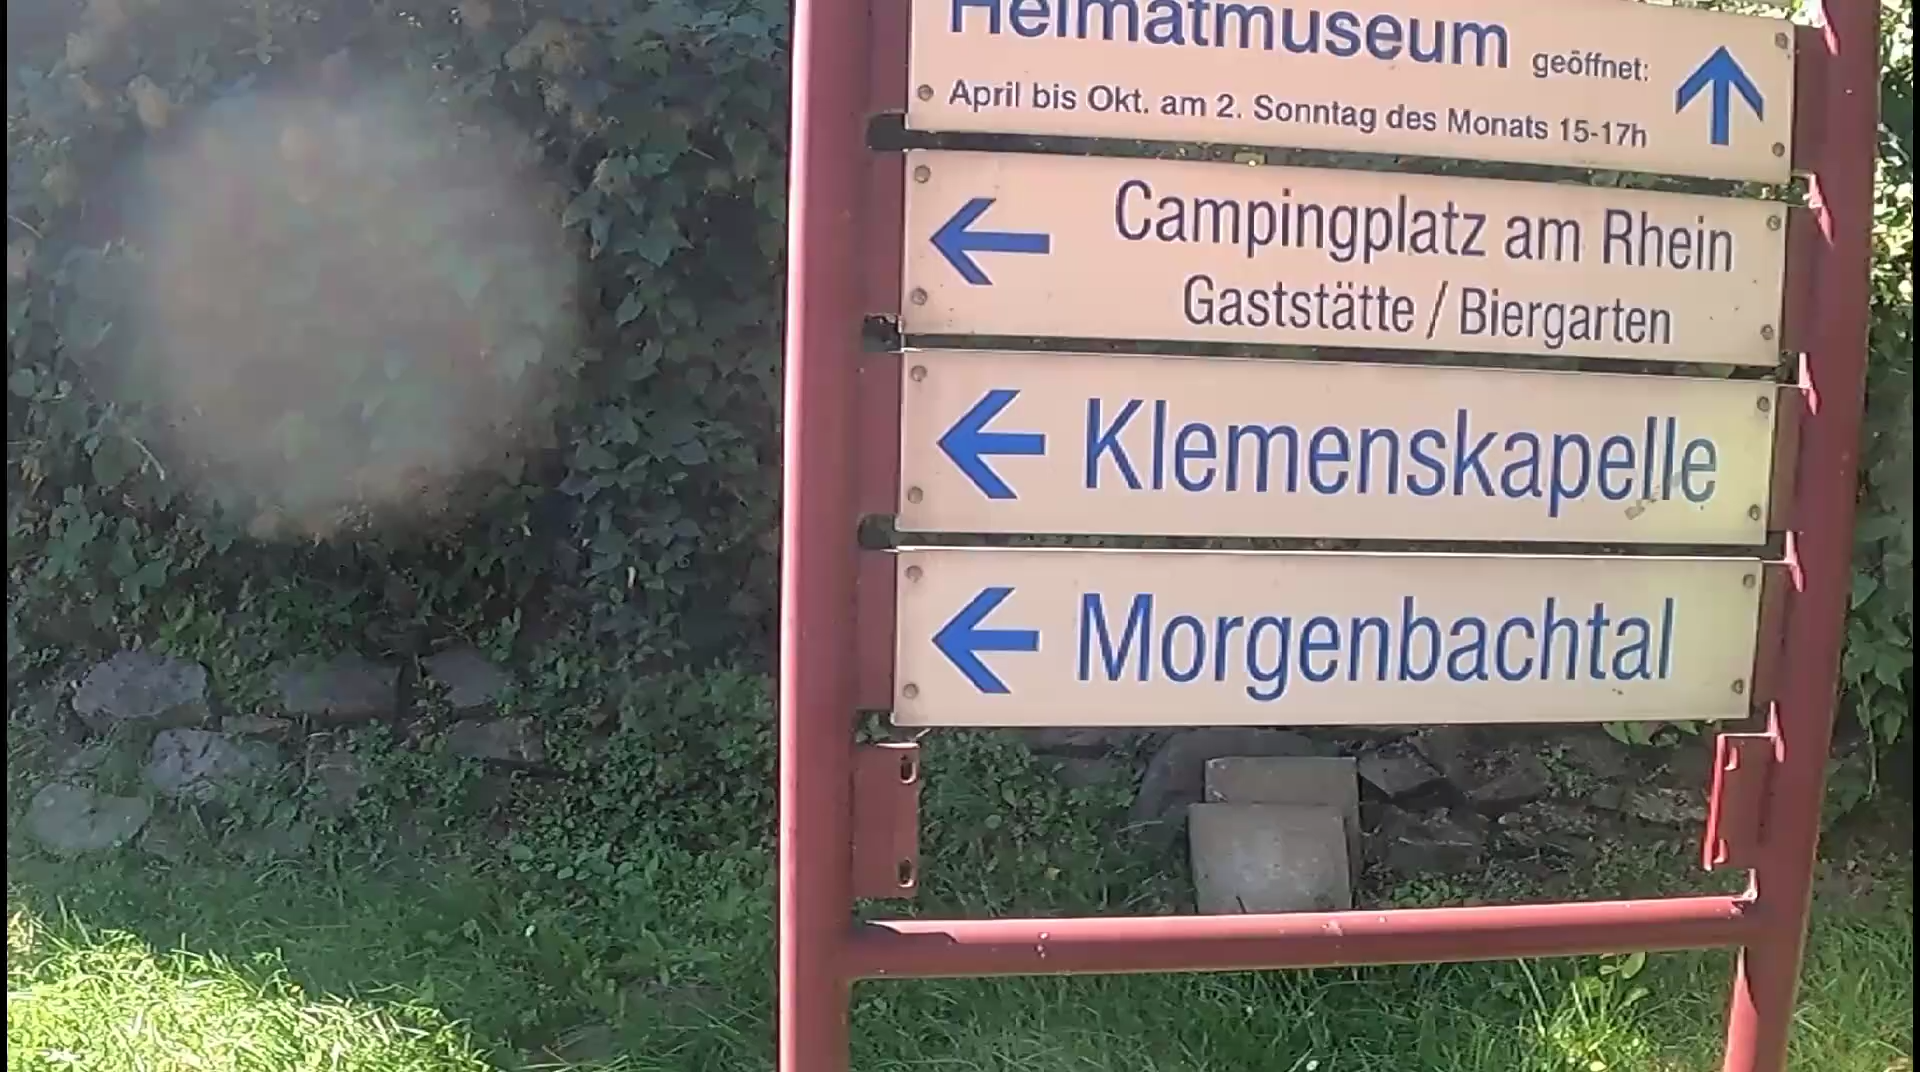 Heimatmuseum geöffnet:
April bis Okt. am 2. Sonntag des Monats 15-17h
Campingplatz am Rhein
Gaststätte / Biergarten
Klemenskapelle
Morgenbachtal